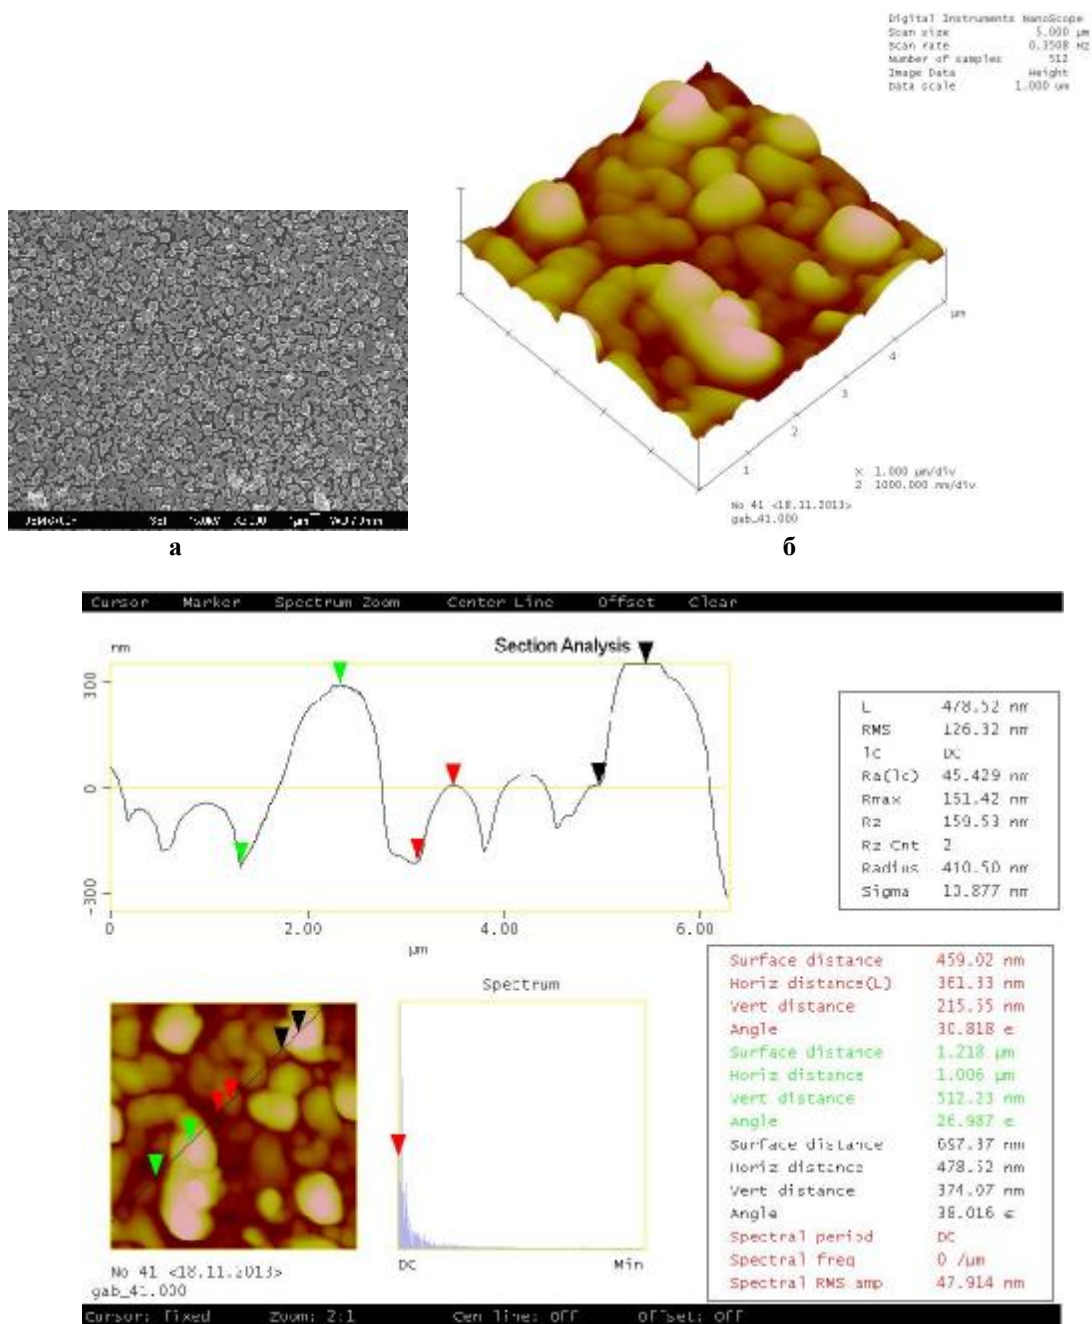 Digital Instruments NanoScope
Scan size 5.000 µm
Scan rate 0.3508 Hz
Number of samples 512
Image Data Height
Data scale 1.000 um
µm
4
3
2
1
X 1.000 µm/div
Z 1000.000 nm/div
No 41 <18.11.2013>
gab_41.000
SEI 1µm
а
б
Cursor Marker Spectrum Zoom Center Line Offset Clear
nm Section Analysis
300
0
-300
0 2.00 4.00 6.00
µm
L 478.52 nm
RMS 126.32 nm
lc DC
Ra(lc) 45.429 nm
Rmax 151.42 nm
Rz 159.53 nm
Rz Cnt 2
Radius 410.50 nm
Sigma 13.877 nm
Surface distance 459.02 nm
Horiz distance(L) 361.33 nm
Vert distance 215.55 nm
Angle 30.818
Surface distance 1.218 µm
Horiz distance 1.006 µm
Vert distance 512.23 nm
Angle 26.987
Surface distance 697.37 nm
Horiz distance 478.52 nm
Vert distance 374.07 nm
Angle 38.016
Spectral period DC
Spectral freq 0 /µm
Spectral RMS amp 47.914 nm
Spectrum
DC Min
No 41 <18.11.2013>
gab_41.000
Cursor: fixed Zoom: 2:1 Cen line: Off Offset: Off